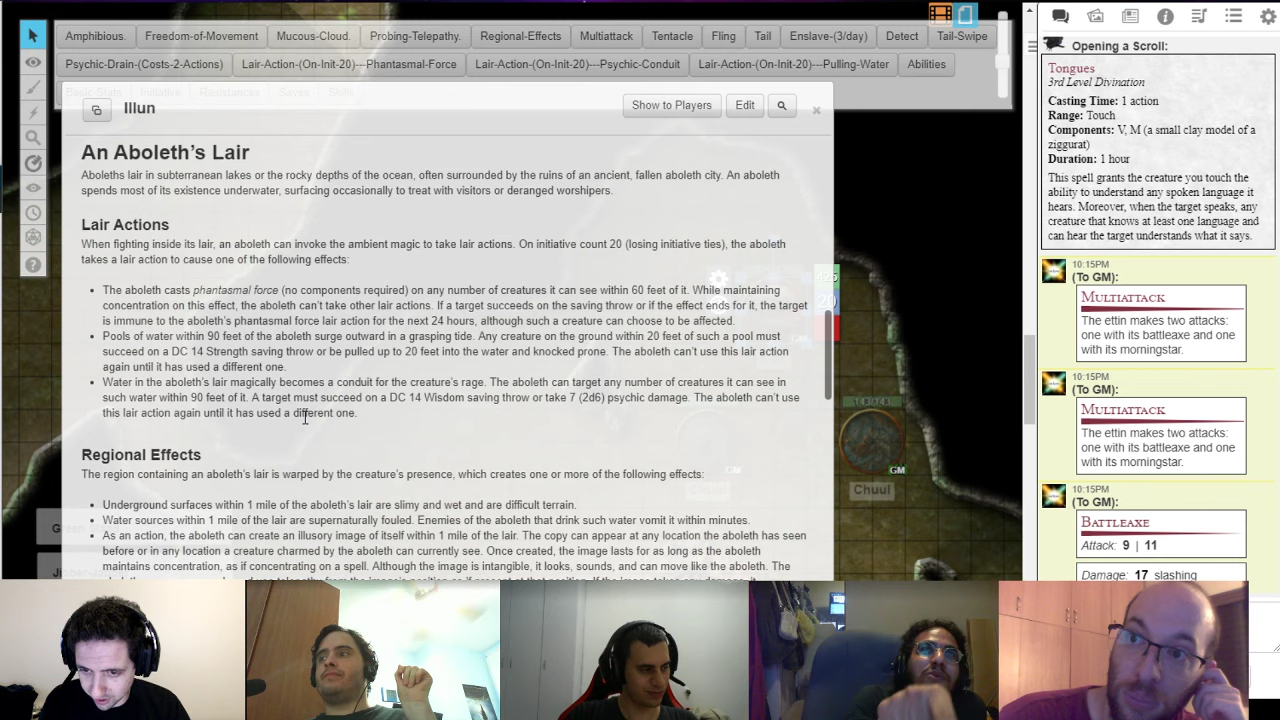 Amphibious. Freedom-of-Movement Mucus-Cloud. Probing-Telepathy. Regional-Effects Multiattack Tentacle Fling Tail Enslave-(3/day) Detect Tail-Swipe
Psychic-Drain-(Costs-2-Actions) Lair-Action-(On-Init-20)---Phantasmal-Force Lair-Action-(On-Init-20)---Psychic-Conduit Lair-Action-(On-Init-20)---Pulling-Water Abilities
Basic-Stats Initiative Resistances Saves Skills
Illun
Show to Players Edit
An Aboleth's Lair
Aboleths lair in subterranean lakes or the rocky depths of the ocean, often surrounded by the ruins of an ancient, fallen aboleth city. An aboleth
spends most of its existence underwater, surfacing occasionally to treat with visitors or deranged worshipers.
Lair Actions
When fighting inside its lair, an aboleth can invoke the ambient magic to take lair actions. On initiative count 20 (losing initiative ties), the aboleth
takes a lair action to cause one of the following effects:
• The aboleth casts phantasmal force (no components required) on any number of creatures it can see within 60 feet of it. While maintaining
concentration on this effect, the aboleth can't take other lair actions. If a target succeeds on the saving throw or if the effect ends for it, the target
is immune to the aboleth's phantasmal force lair action for the next 24 hours, although such a creature can choose to be affected.
• Pools of water within 90 feet of the aboleth surge outward in a grasping tide. Any creature on the ground within 20 feet of such a pool must
succeed on a DC 14 Strength saving throw or be pulled up to 20 feet into the water and knocked prone. The aboleth can't use this lair action
again until it has used a different one.
• Water in the aboleth's lair magically becomes a conduit for the creature's rage. The aboleth can target any number of creatures it can see in
such water within 90 feet of it. A target must succeed on a DC 14 Wisdom saving throw or take 7 (2d6) psychic damage. The aboleth can't use
this lair action again until it has used a different one.
Regional Effects
The region containing an aboleth's lair is warped by the creature's presence, which creates one or more of the following effects:
• Underground surfaces within 1 mile of the aboleth's lair are slimy and wet and are difficult terrain.
• Water sources within 1 mile of the lair are supernaturally fouled. Enemies of the aboleth that drink such water vomit it within minutes.
• As an action, the aboleth can create an illusory image of itself within 1 mile of the lair. The copy can appear at any location the aboleth has seen
before or in any location a creature charmed by the aboleth can currently see. Once created, the image lasts for as long as the aboleth
maintains concentration, as if concentrating on a spell. Although the image is intangible, it looks, sounds, and can move like the aboleth. The
GM
Chuul
Opening a Scroll:
Tongues
3rd Level Divination
Casting Time: 1 action
Range: Touch
Components: V, M (a small clay model of a
ziggurat)
Duration: 1 hour
This spell grants the creature you touch the
ability to understand any spoken language it
hears. Moreover, when the target speaks, any
creature that knows at least one language and
can hear the target understands what it says.
10:15PM
(To GM):
MULTIATTACK
The ettin makes two attacks:
one with its battleaxe and one
with its morningstar.
10:15PM
(To GM):
MULTIATTACK
The ettin makes two attacks:
one with its battleaxe and one
with its morningstar.
10:15PM
(To GM):
BATTLEAXE
Attack: 9 | 11
Damage: 17 slashing